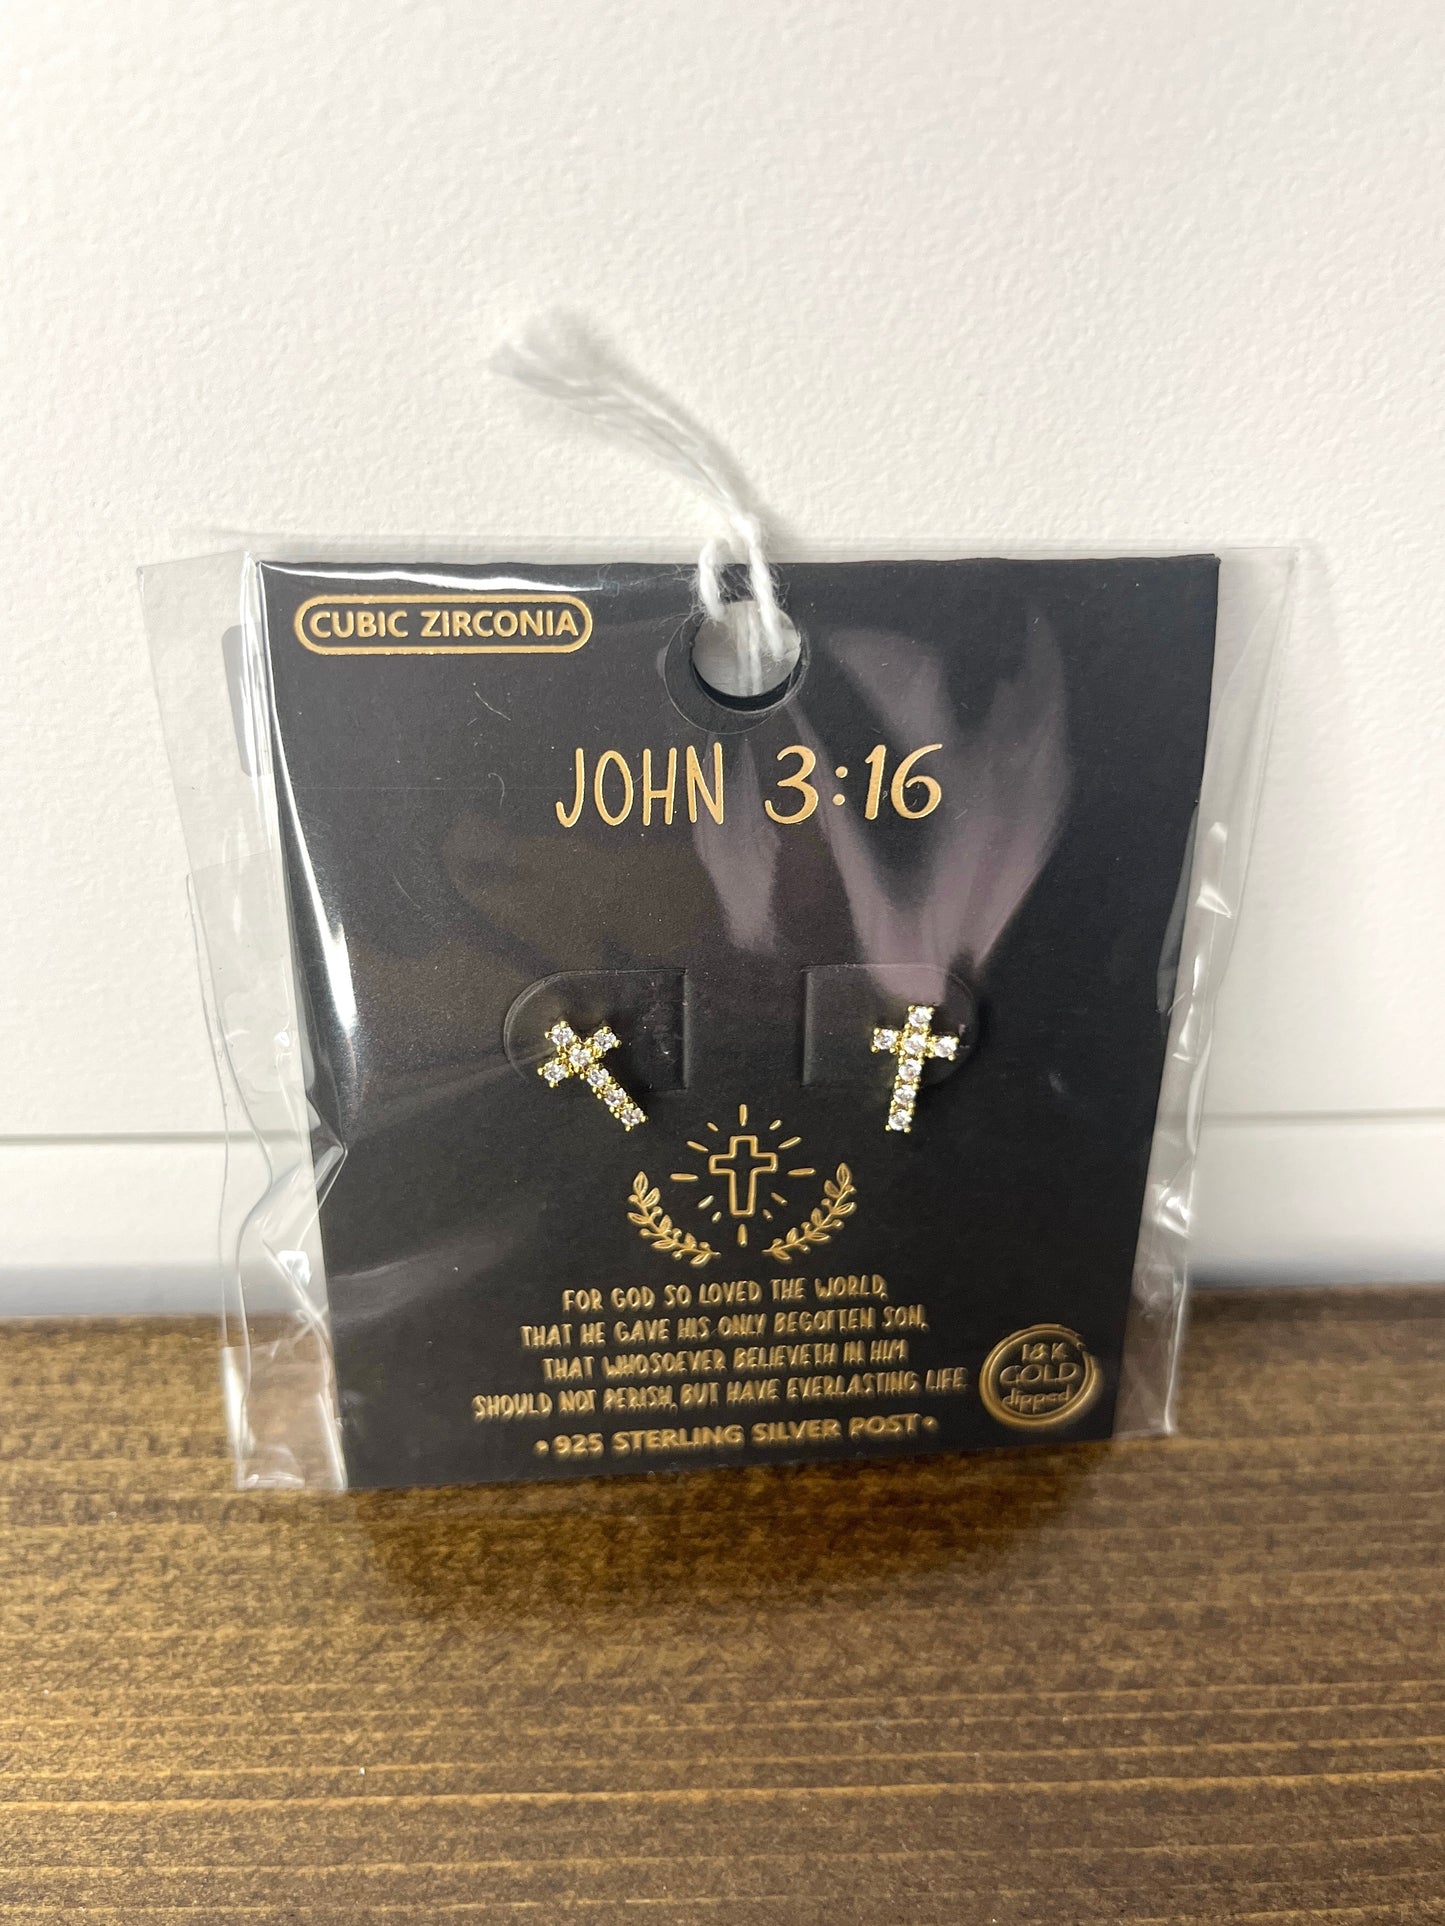 CUBIC ZIRCONIA
JOHN 3:16
FOR GOD SO LOVED THE WORLD,
THAT HE GAVE HIS ONLY BEGOTTEN SON,
THAT WHOSOEVER BELIEVETH IN HIM
SHOULD NOT PERISH, BUT HAVE EVERLASTING LIFE.
• 925 STERLING SILVER POST •
18K
GOLD
dipped